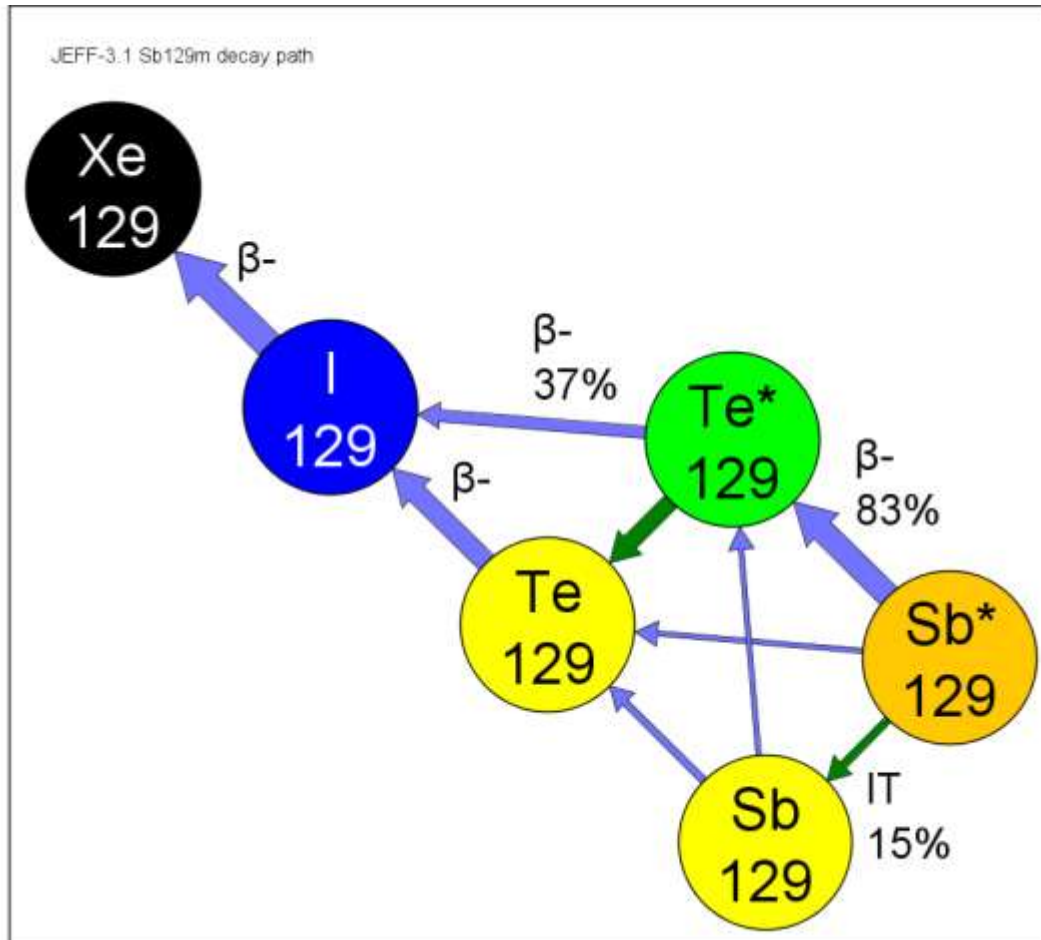 JEFF-3.1 Sb129m decay path
Xe
129
β-
I
129
β-
37%
Te*
129
β-
83%
β-
Te
129
Sb*
129
Sb
129
IT
15%